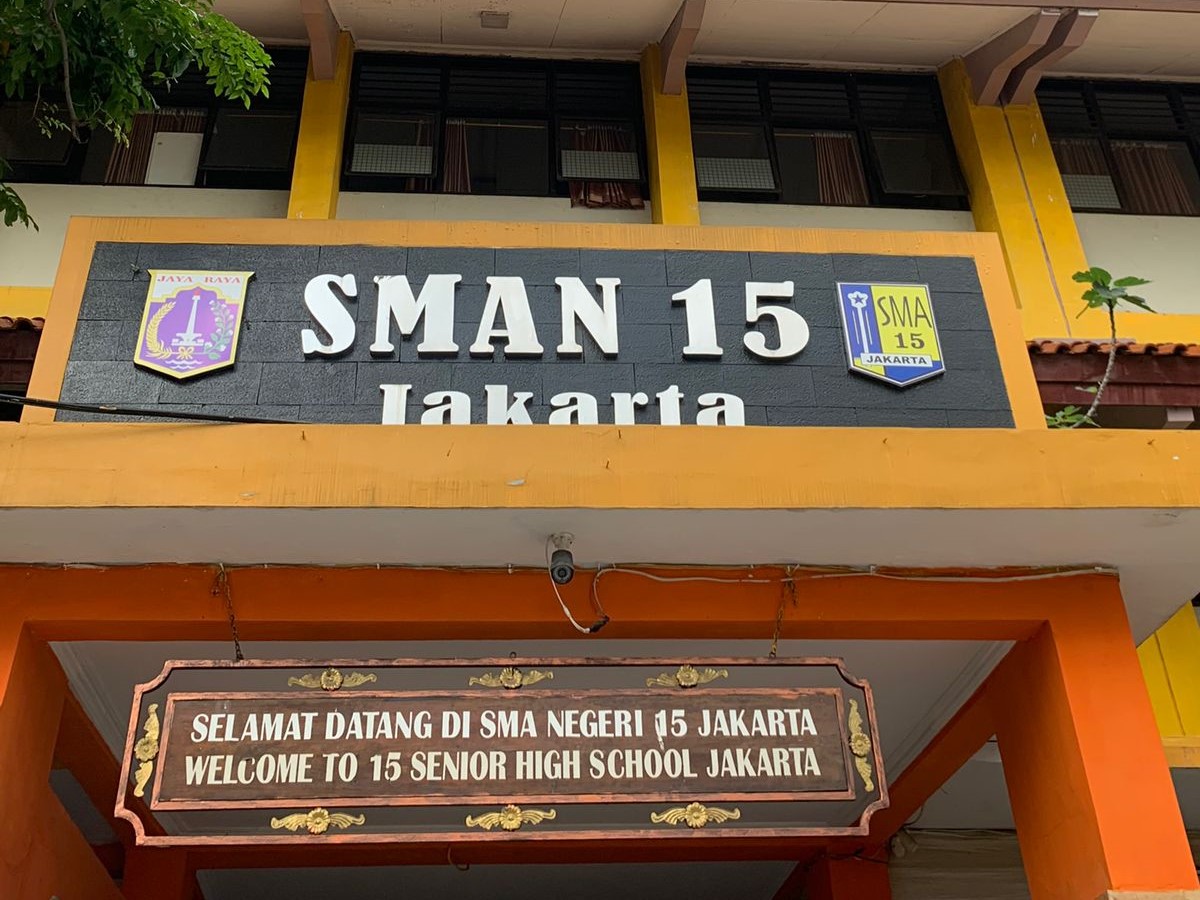 JAYA RAYA
SMAN 15
Jakarta
SMA
15
JAKARTA
SELAMAT DATANG DI SMA NEGERI 15 JAKARTA
WELCOME TO 15 SENIOR HIGH SCHOOL JAKARTA